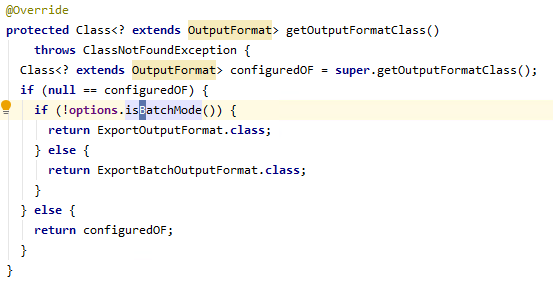 @Override
protected Class<? extends OutputFormat> getOutputFormatClass()
    throws ClassNotFoundException {
  Class<? extends OutputFormat> configuredOF = super.getOutputFormatClass();
  if (null == configuredOF) {
    if (!options.isBatchMode()) {
      return ExportOutputFormat.class;
    } else {
      return ExportBatchOutputFormat.class;
    }
  } else {
    return configuredOF;
  }
}